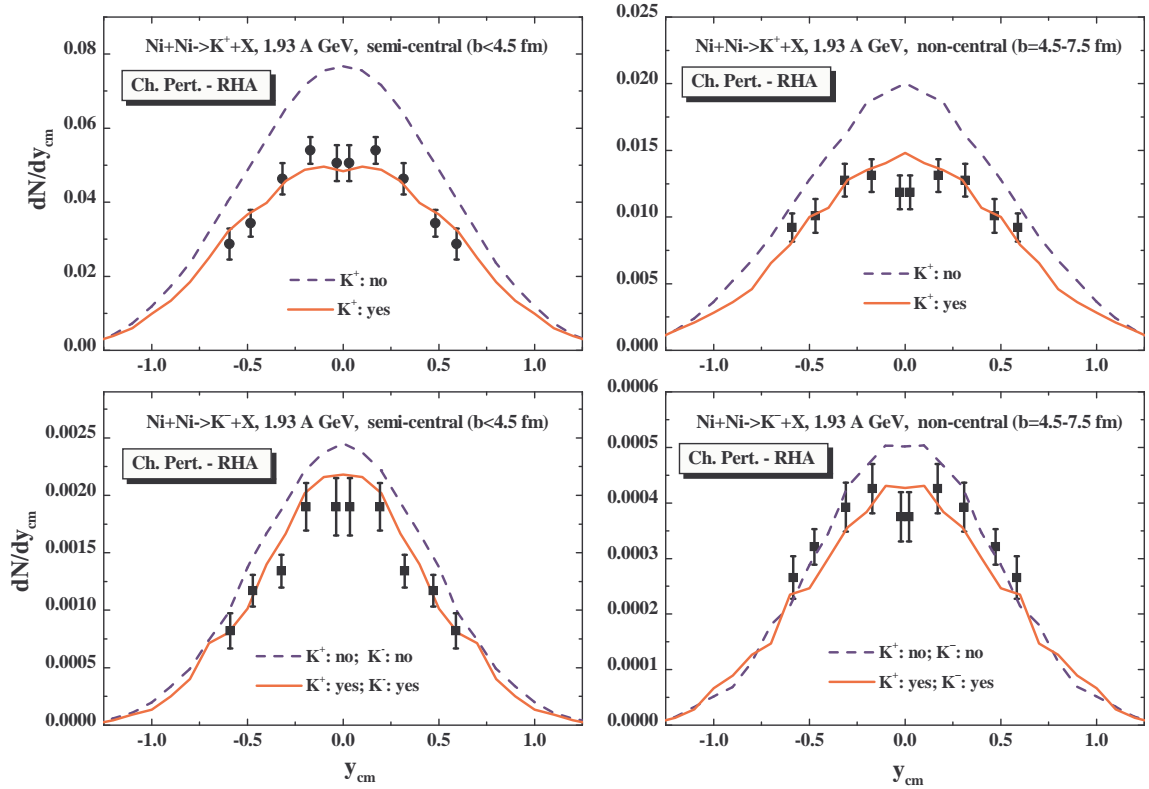 Ni+Ni->K⁺+X, 1.93 A GeV, semi-central (b<4.5 fm)
Ch. Pert. - RHA
dN/dy_cm
0.08
0.06
0.04
0.02
0.00
K⁺: no
K⁺: yes
-1.0 -0.5 0.0 0.5 1.0
0.025
Ni+Ni->K⁺+X, 1.93 A GeV, non-central (b=4.5-7.5 fm)
Ch. Pert. - RHA
0.020
0.015
0.010
0.005
0.000
K⁺: no
K⁺: yes
-1.0 -0.5 0.0 0.5 1.0
Ni+Ni->K⁻+X, 1.93 A GeV, semi-central (b<4.5 fm)
Ch. Pert. - RHA
dN/dy_cm
0.0025
0.0020
0.0015
0.0010
0.0005
0.0000
K⁺: no; K⁻: no
K⁺: yes; K⁻: yes
-1.0 -0.5 0.0 0.5 1.0
y_cm
0.0006
Ni+Ni->K⁻+X, 1.93 A GeV, non-central (b=4.5-7.5 fm)
Ch. Pert. - RHA
0.0005
0.0004
0.0003
0.0002
0.0001
0.0000
K⁺: no; K⁻: no
K⁺: yes; K⁻: yes
-1.0 -0.5 0.0 0.5 1.0
y_cm